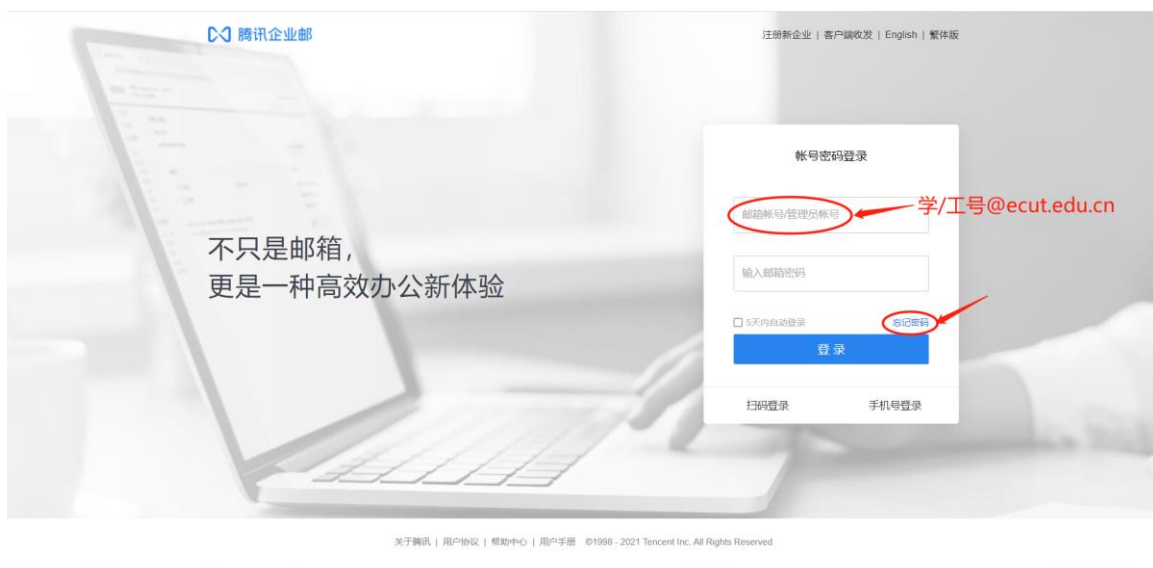 腾讯企业邮
注册新企业 | 客户端收发 | English | 繁体版
帐号密码登录
邮箱帐号/管理员帐号
学/工号@ecut.edu.cn
不只是邮箱,
更是一种高效办公新体验
输入邮箱密码
5天内自动登录
忘记密码
登 录
扫码登录
手机号登录
关于腾讯 | 用户协议 | 帮助中心 | 用户手册 ©1998 - 2021 Tencent Inc. All Rights Reserved